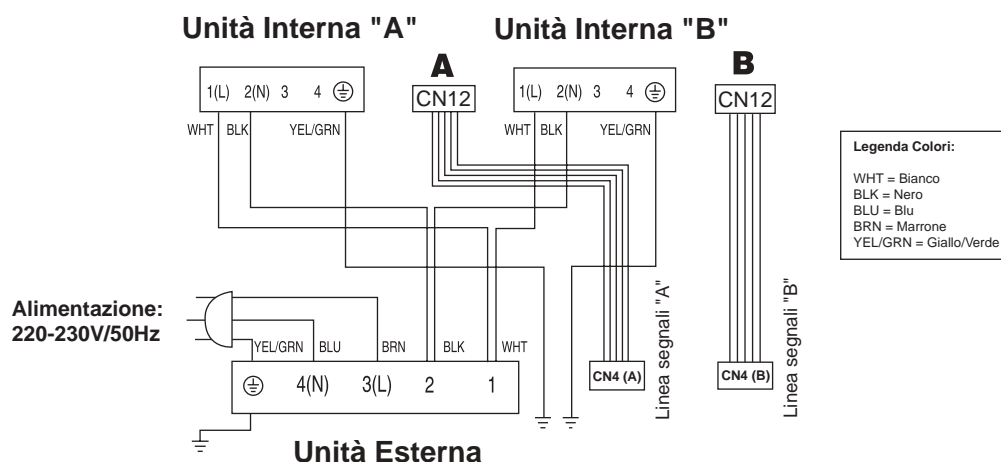 Unità Interna "A"
Unità Interna "B"
A
B
1(L) 2(N) 3 4
CN12
1(L) 2(N) 3 4
CN12
WHT BLK YEL/GRN
WHT BLK YEL/GRN
Legenda Colori:
WHT = Bianco
BLK = Nero
BLU = Blu
BRN = Marrone
YEL/GRN = Giallo/Verde
Alimentazione:
220-230V/50Hz
YEL/GRN BLU BRN BLK WHT
4(N) 3(L) 2 1
CN4 (A)
Linea segnali "A"
CN4 (B)
Linea segnali "B"
Unità Esterna